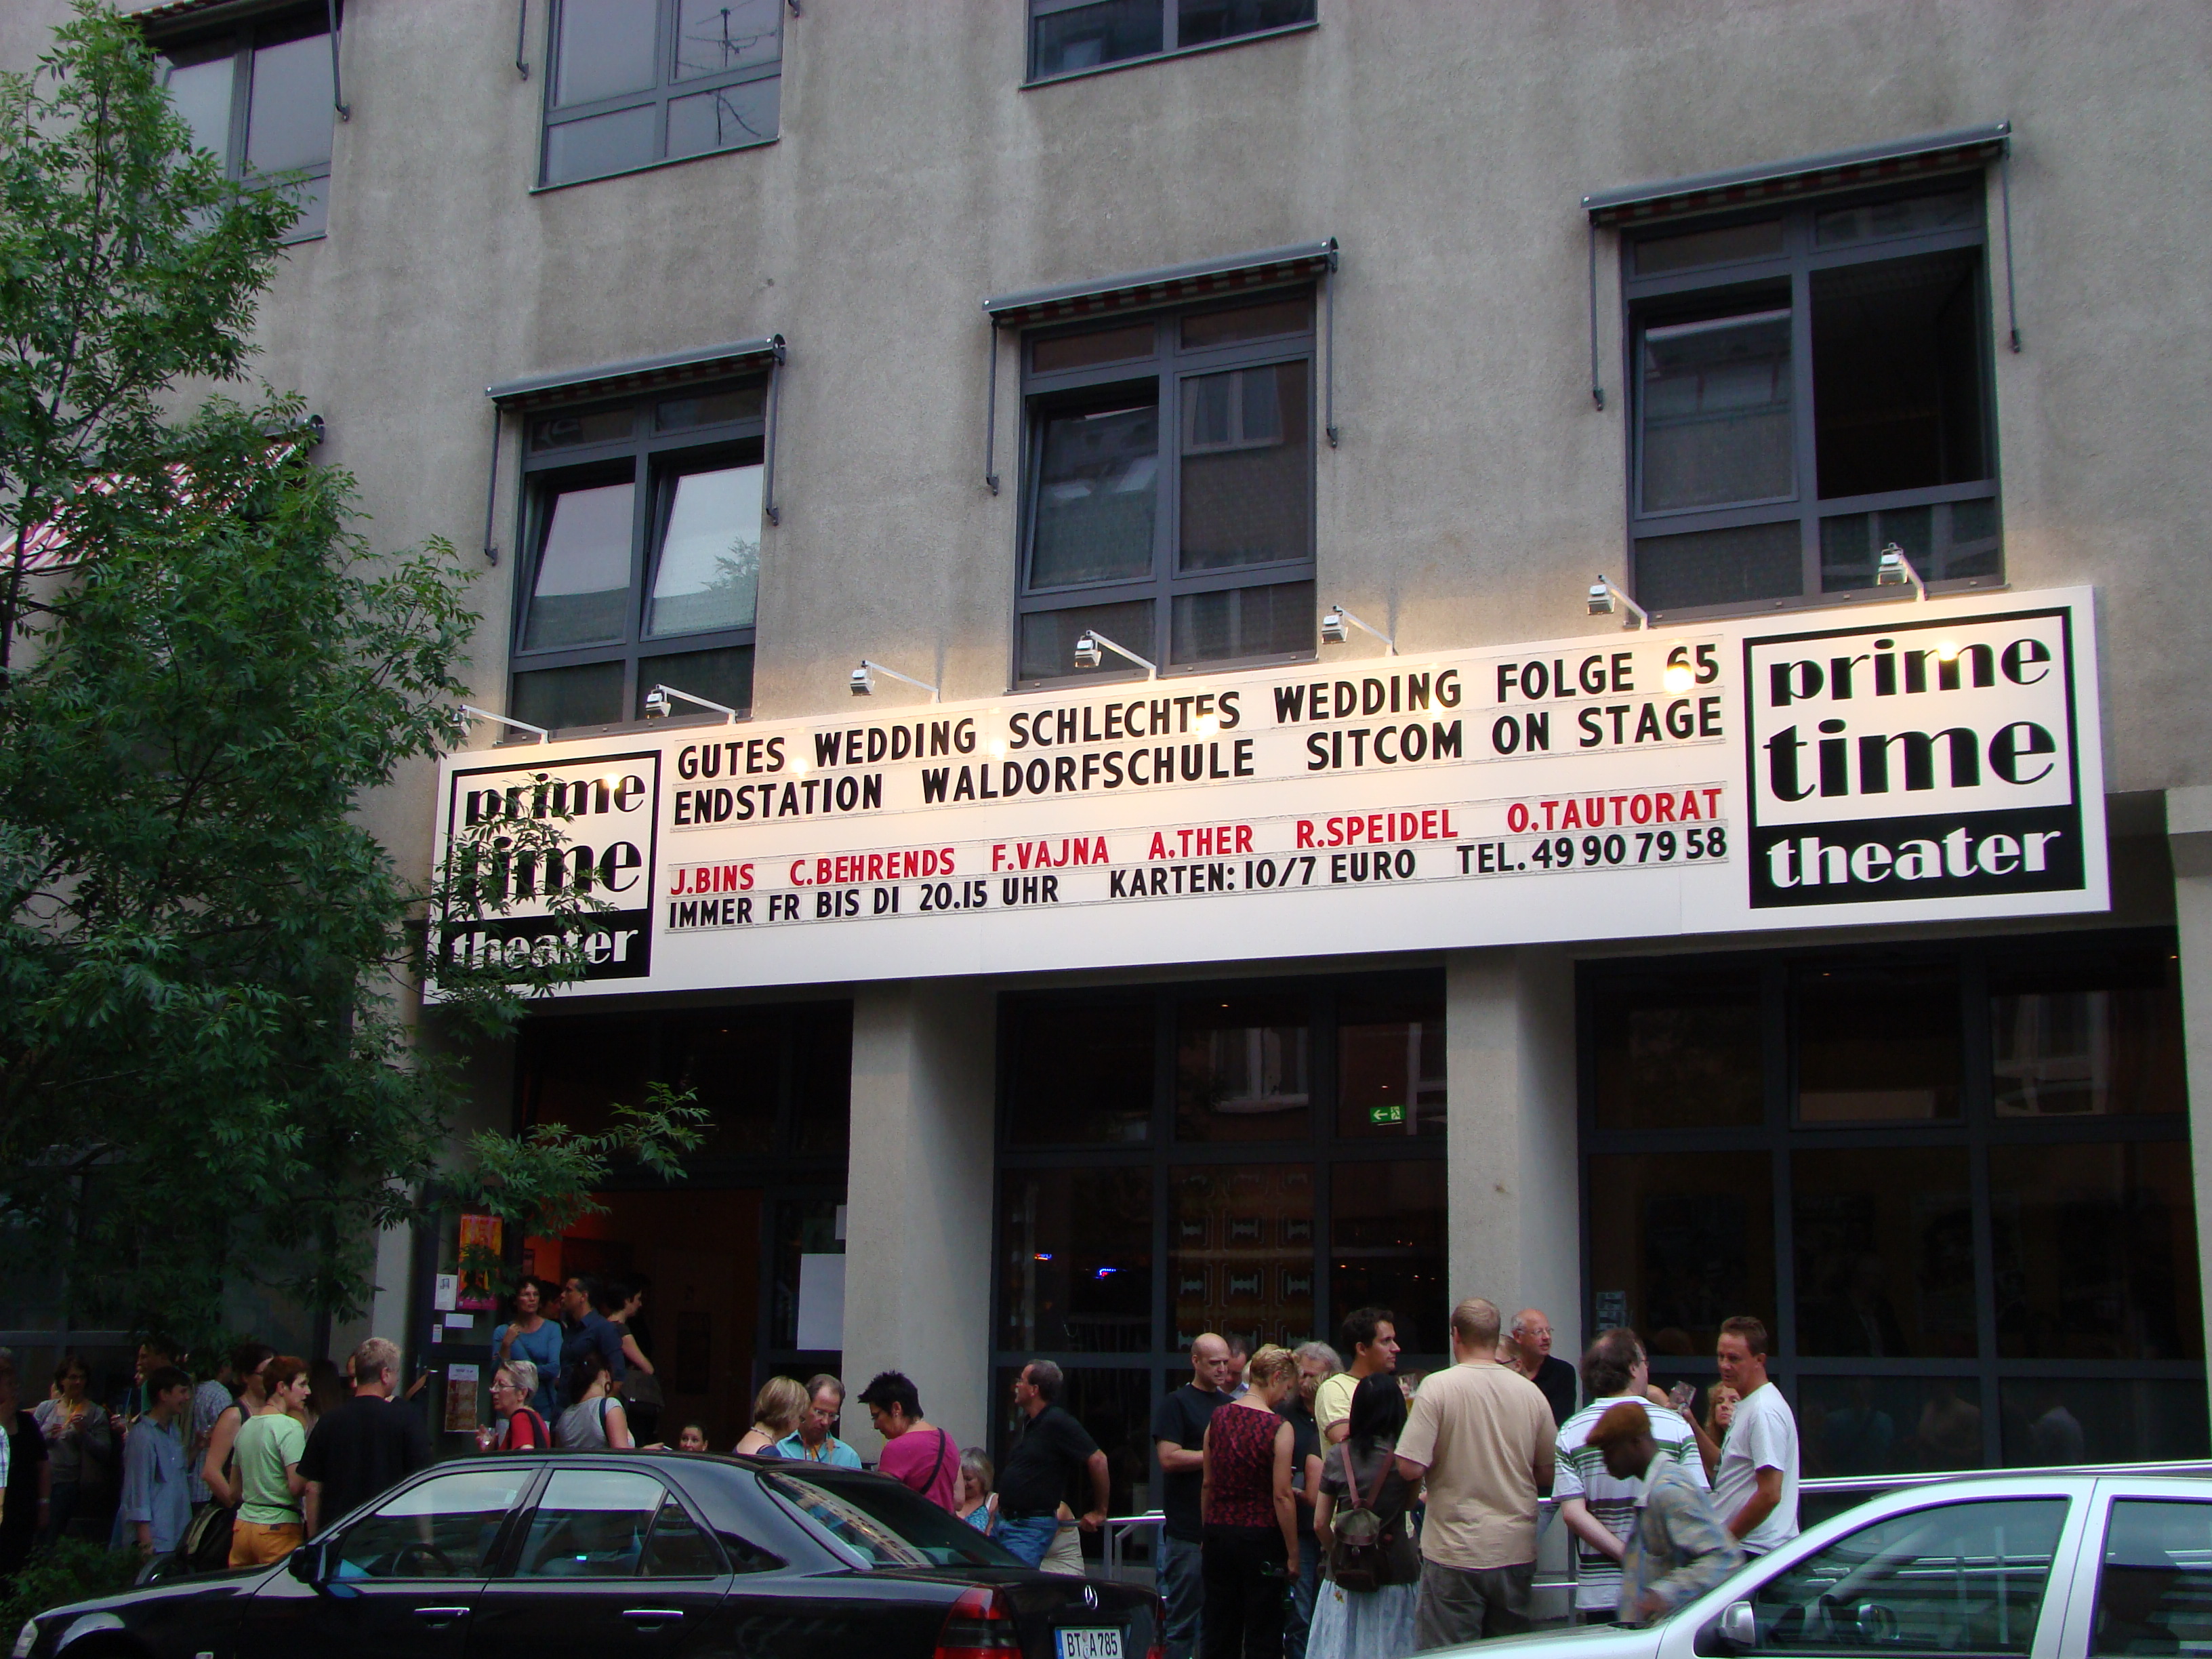 prime
time
theater
GUTES WEDDING SCHLECHTES WEDDING FOLGE 65
ENDSTATION WALDORFSCHULE SITCOM ON STAGE
J.BINS C.BEHRENDS F.VAJNA A.THER R.SPEIDEL O.TAUTORAT
IMMER FR BIS DI 20.15 UHR KARTEN: 10/7 EURO TEL. 49 90 79 58
prime
time
theater
BT A 785